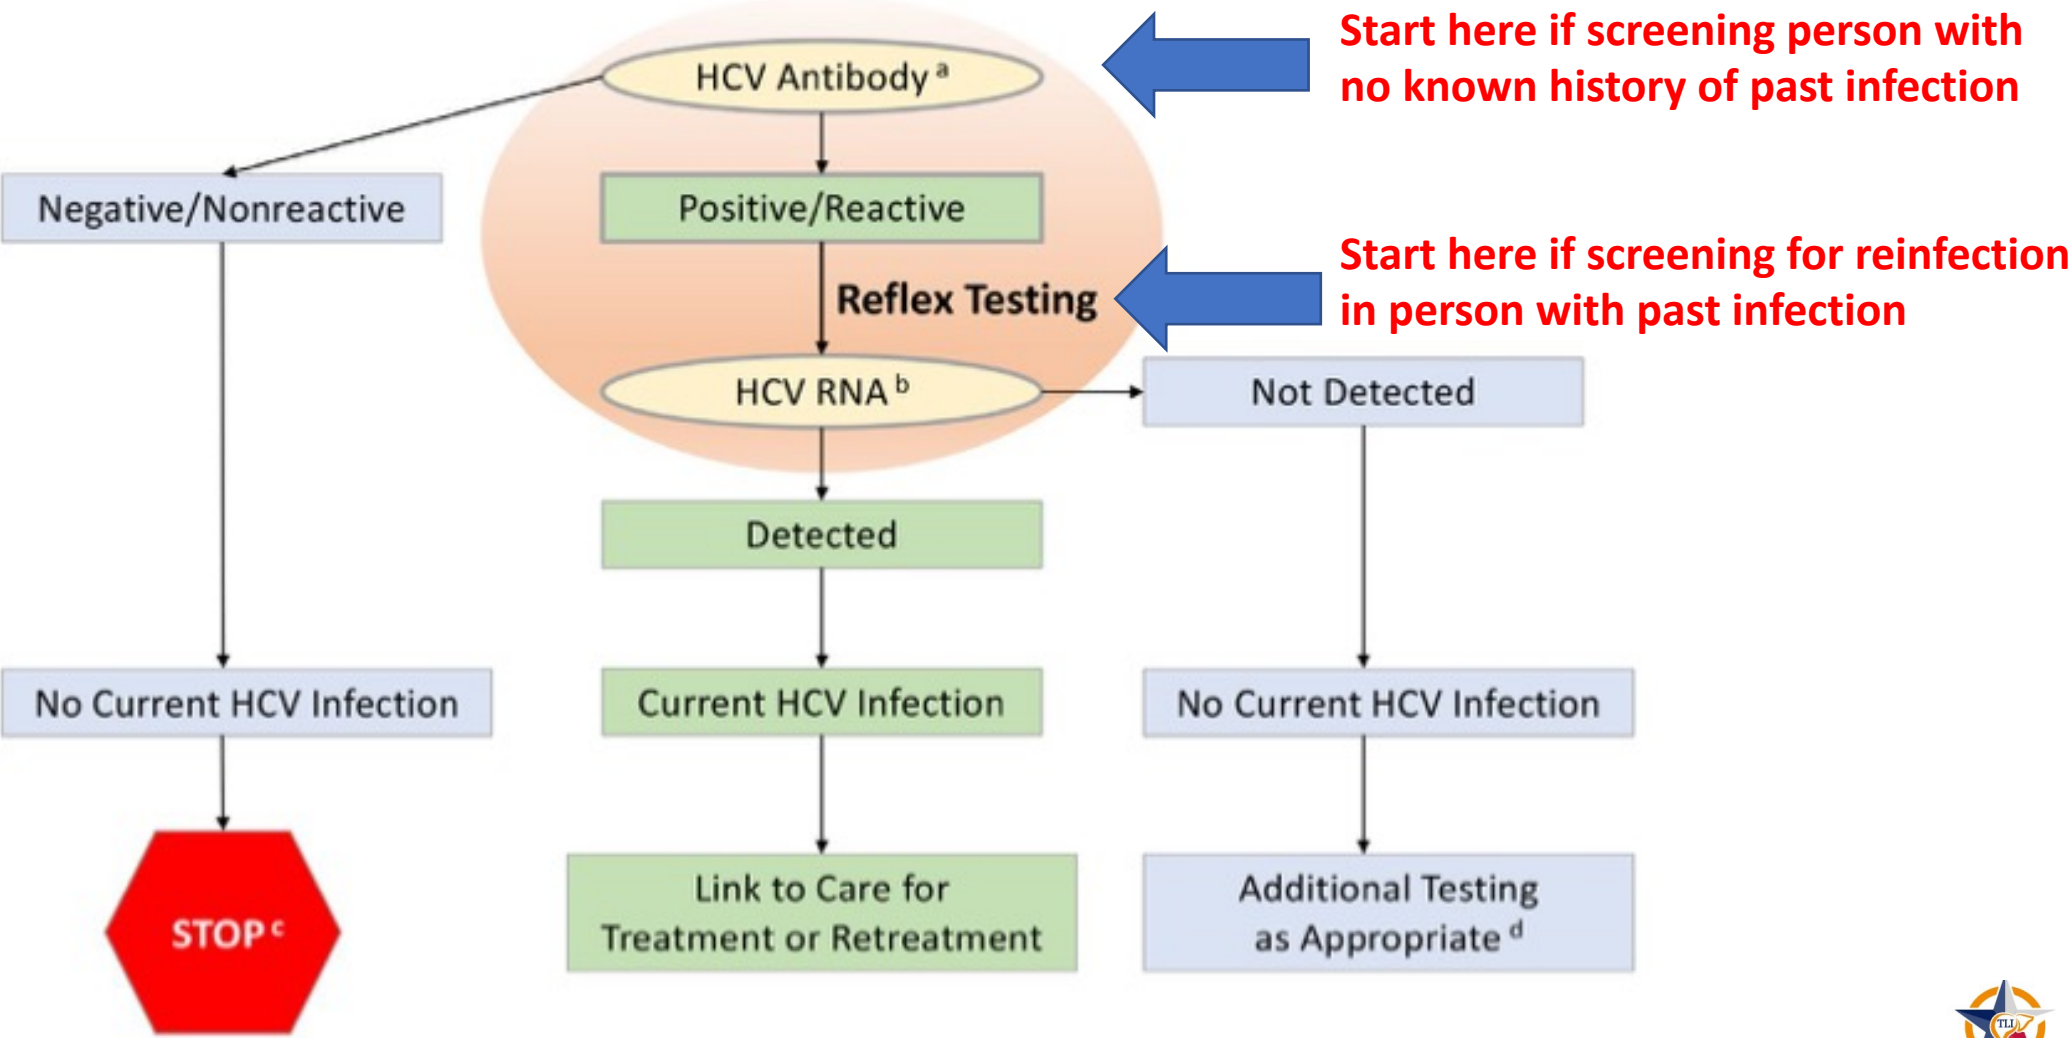 HCV Antibody a
Start here if screening person with
no known history of past infection
Negative/Nonreactive
Positive/Reactive
Start here if screening for reinfection
in person with past infection
Reflex Testing
HCV RNA b
Not Detected
Detected
No Current HCV Infection
Current HCV Infection
No Current HCV Infection
STOP c
Link to Care for
Treatment or Retreatment
Additional Testing
as Appropriate d
TLI